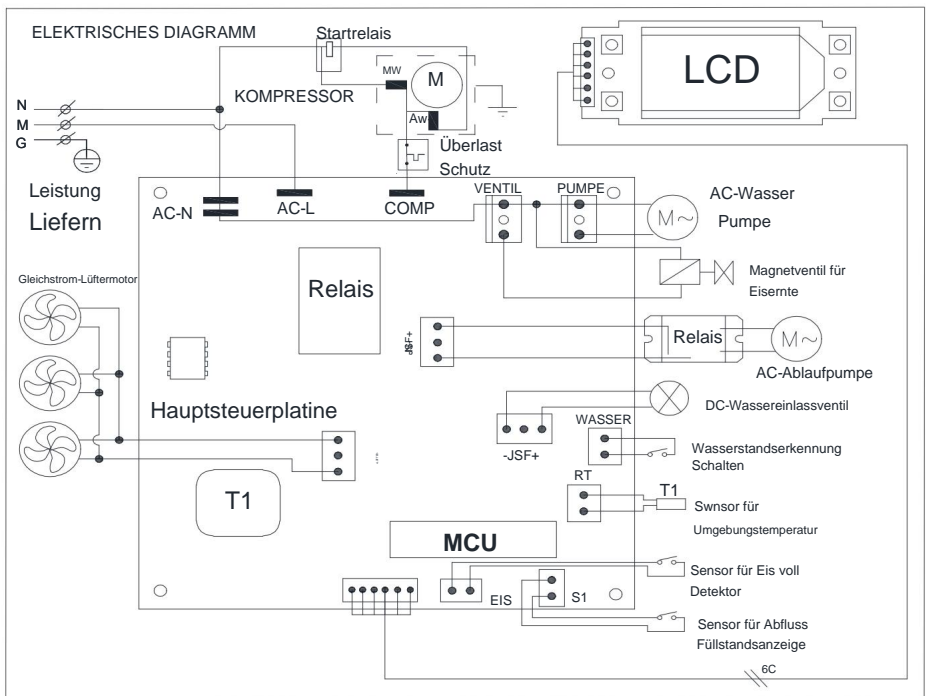 ELEKTRISCHES DIAGRAMM
Startrelais
LCD
MW
M
KOMPRESSOR
N
M
G
Aw
Überlast
Schutz
Leistung
Liefern
AC-N
AC-L
COMP
VENTIL
PUMPE
M~
AC-Wasser
Pumpe
Gleichstrom-Lüftermotor
Relais
Magnetventil für
Eisernte
-JSF+
Relais
M~
AC-Ablaufpumpe
Hauptsteuerplatine
DC-Wassereinlassventil
WASSER
-JSF+
Wasserstandserkennung
Schalten
RT
T1
T1
Swnsor für
Umgebungstemperatur
MCU
Sensor für Eis voll
Detektor
EIS
S1
Sensor für Abfluss
Füllstandsanzeige
6C